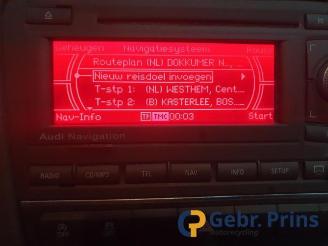 Geheugen Navigatiesysteem Route
Routeplan (NL) DOKKUMER N...
Nieuw reisdoel invoegen
T-stp 1: (NL) WESTHEM, Cent...
T-stp 2: (B) KASTERLEE, BOS...
Nav-Info TP TMC 00:03 Start
Audi Navigation
RADIO CD/MP3 TEL NAV INFO SETUP
Gebr. Prins
motorrecycling